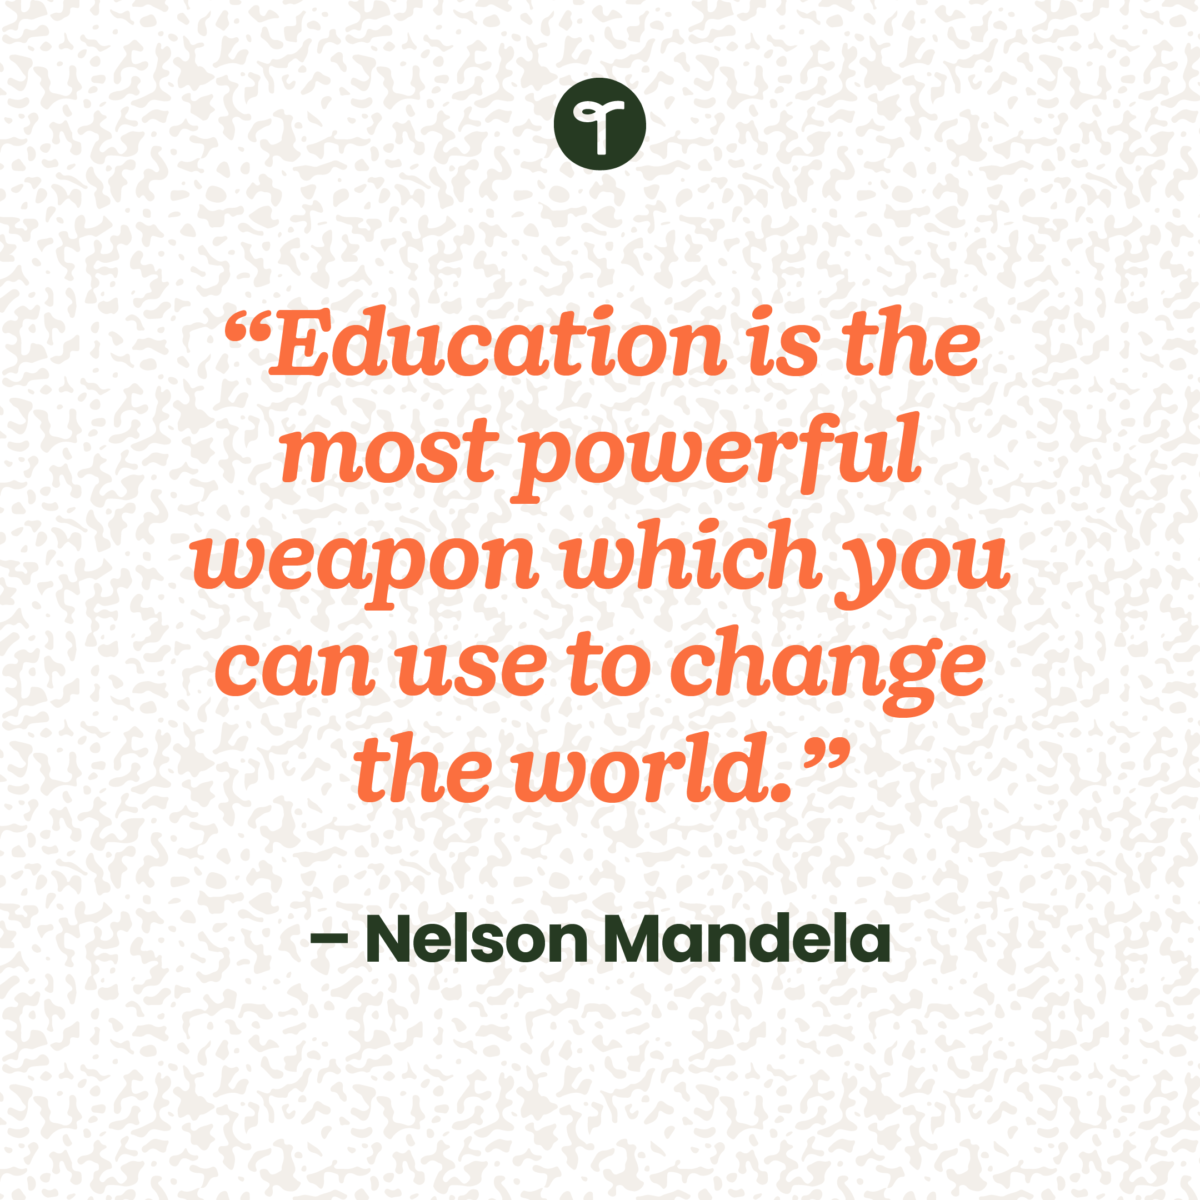 “Education is the
most powerful
weapon which you
can use to change
the world.”
– Nelson Mandela